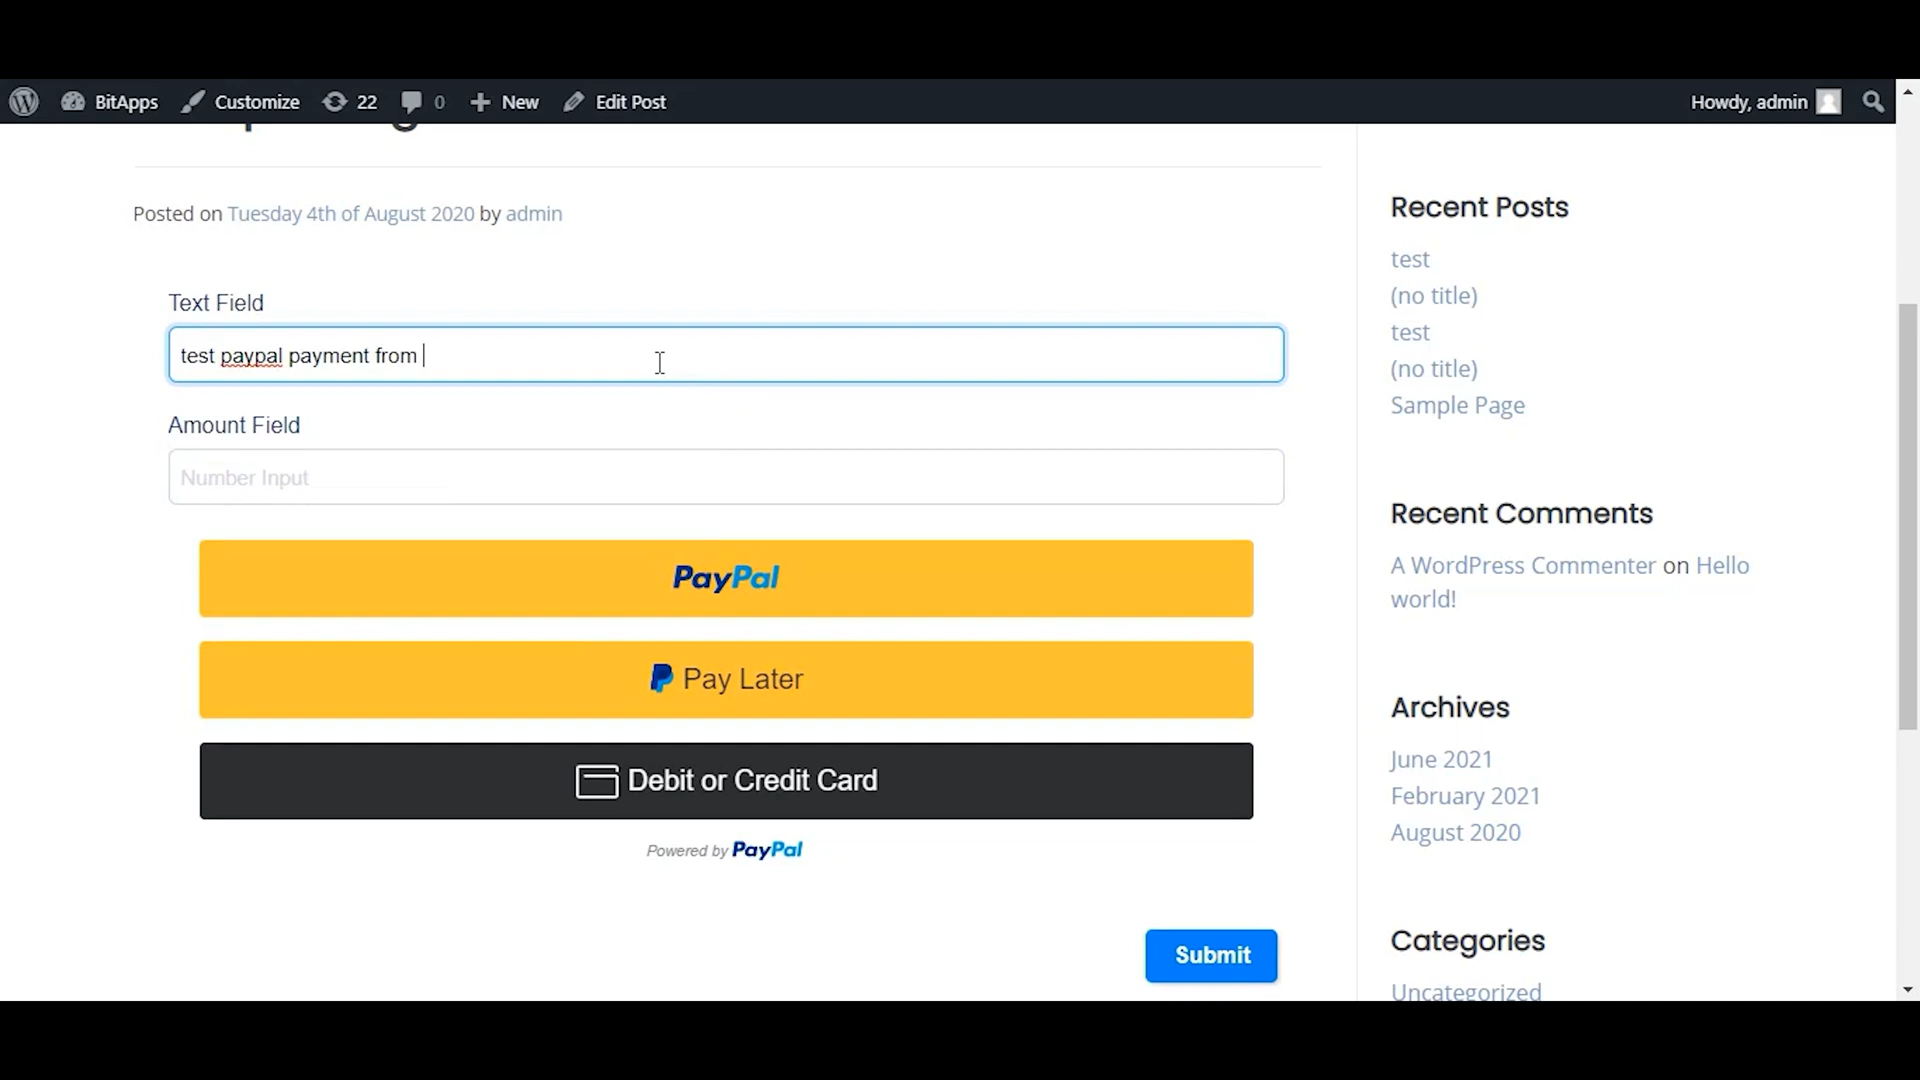 BitApps Customize 22 0 New Edit Post Howdy, admin
Posted on Tuesday 4th of August 2020 by admin
Text Field
test paypal payment from
Amount Field
Number Input
PayPal
Pay Later
Debit or Credit Card
Powered by PayPal
Submit
Recent Posts
test
(no title)
test
(no title)
Sample Page
Recent Comments
A WordPress Commenter on Hello
world!
Archives
June 2021
February 2021
August 2020
Categories
Uncategorized